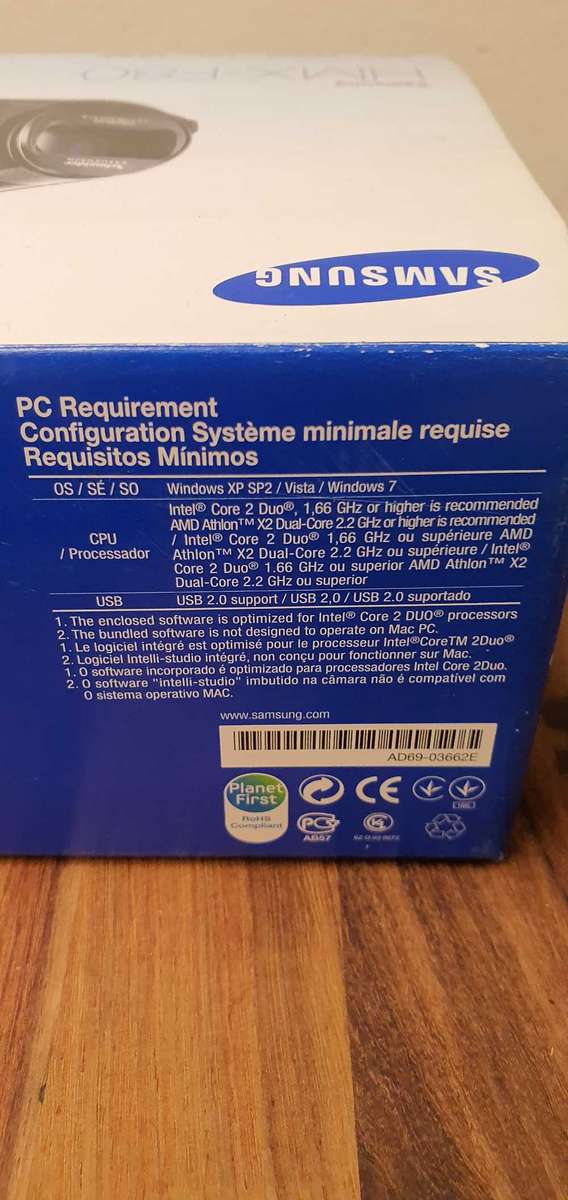 HMX-F80
SAMSUNG
PC Requirement
Configuration Système minimale requise
Requisitos Mínimos
OS / SÉ / SO Windows XP SP2 / Vista / Windows 7
CPU / Processador
Intel® Core 2 Duo®, 1,66 GHz or higher is recommended
AMD Athlon™ X2 Dual-Core 2.2 GHz or higher is recommended
/ Intel® Core 2 Duo® 1,66 GHz ou supérieure AMD
Athlon™ X2 Dual-Core 2.2 GHz ou supérieure / Intel®
Core 2 Duo® 1.66 GHz ou superior AMD Athlon™ X2
Dual-Core 2.2 GHz ou superior
USB USB 2.0 support / USB 2,0 / USB 2.0 suportado
1. The enclosed software is optimized for Intel® Core 2 DUO® processors
2. The bundled software is not designed to operate on Mac PC.
1. Le logiciel intégré est optimisé pour le processeur Intel®CoreTM 2Duo®
2. Logiciel Intelli-studio intégré, non conçu pour fonctionner sur Mac.
1. O software incorporado é optimizado para processadores Intel Core 2Duo.
2. O software "intelli-studio" imbutido na câmara não é compatível com
O sistema operativo MAC.
www.samsung.com
AD69-03662E
Planet
First
RoHS
Compliant
CE
PG
AB57